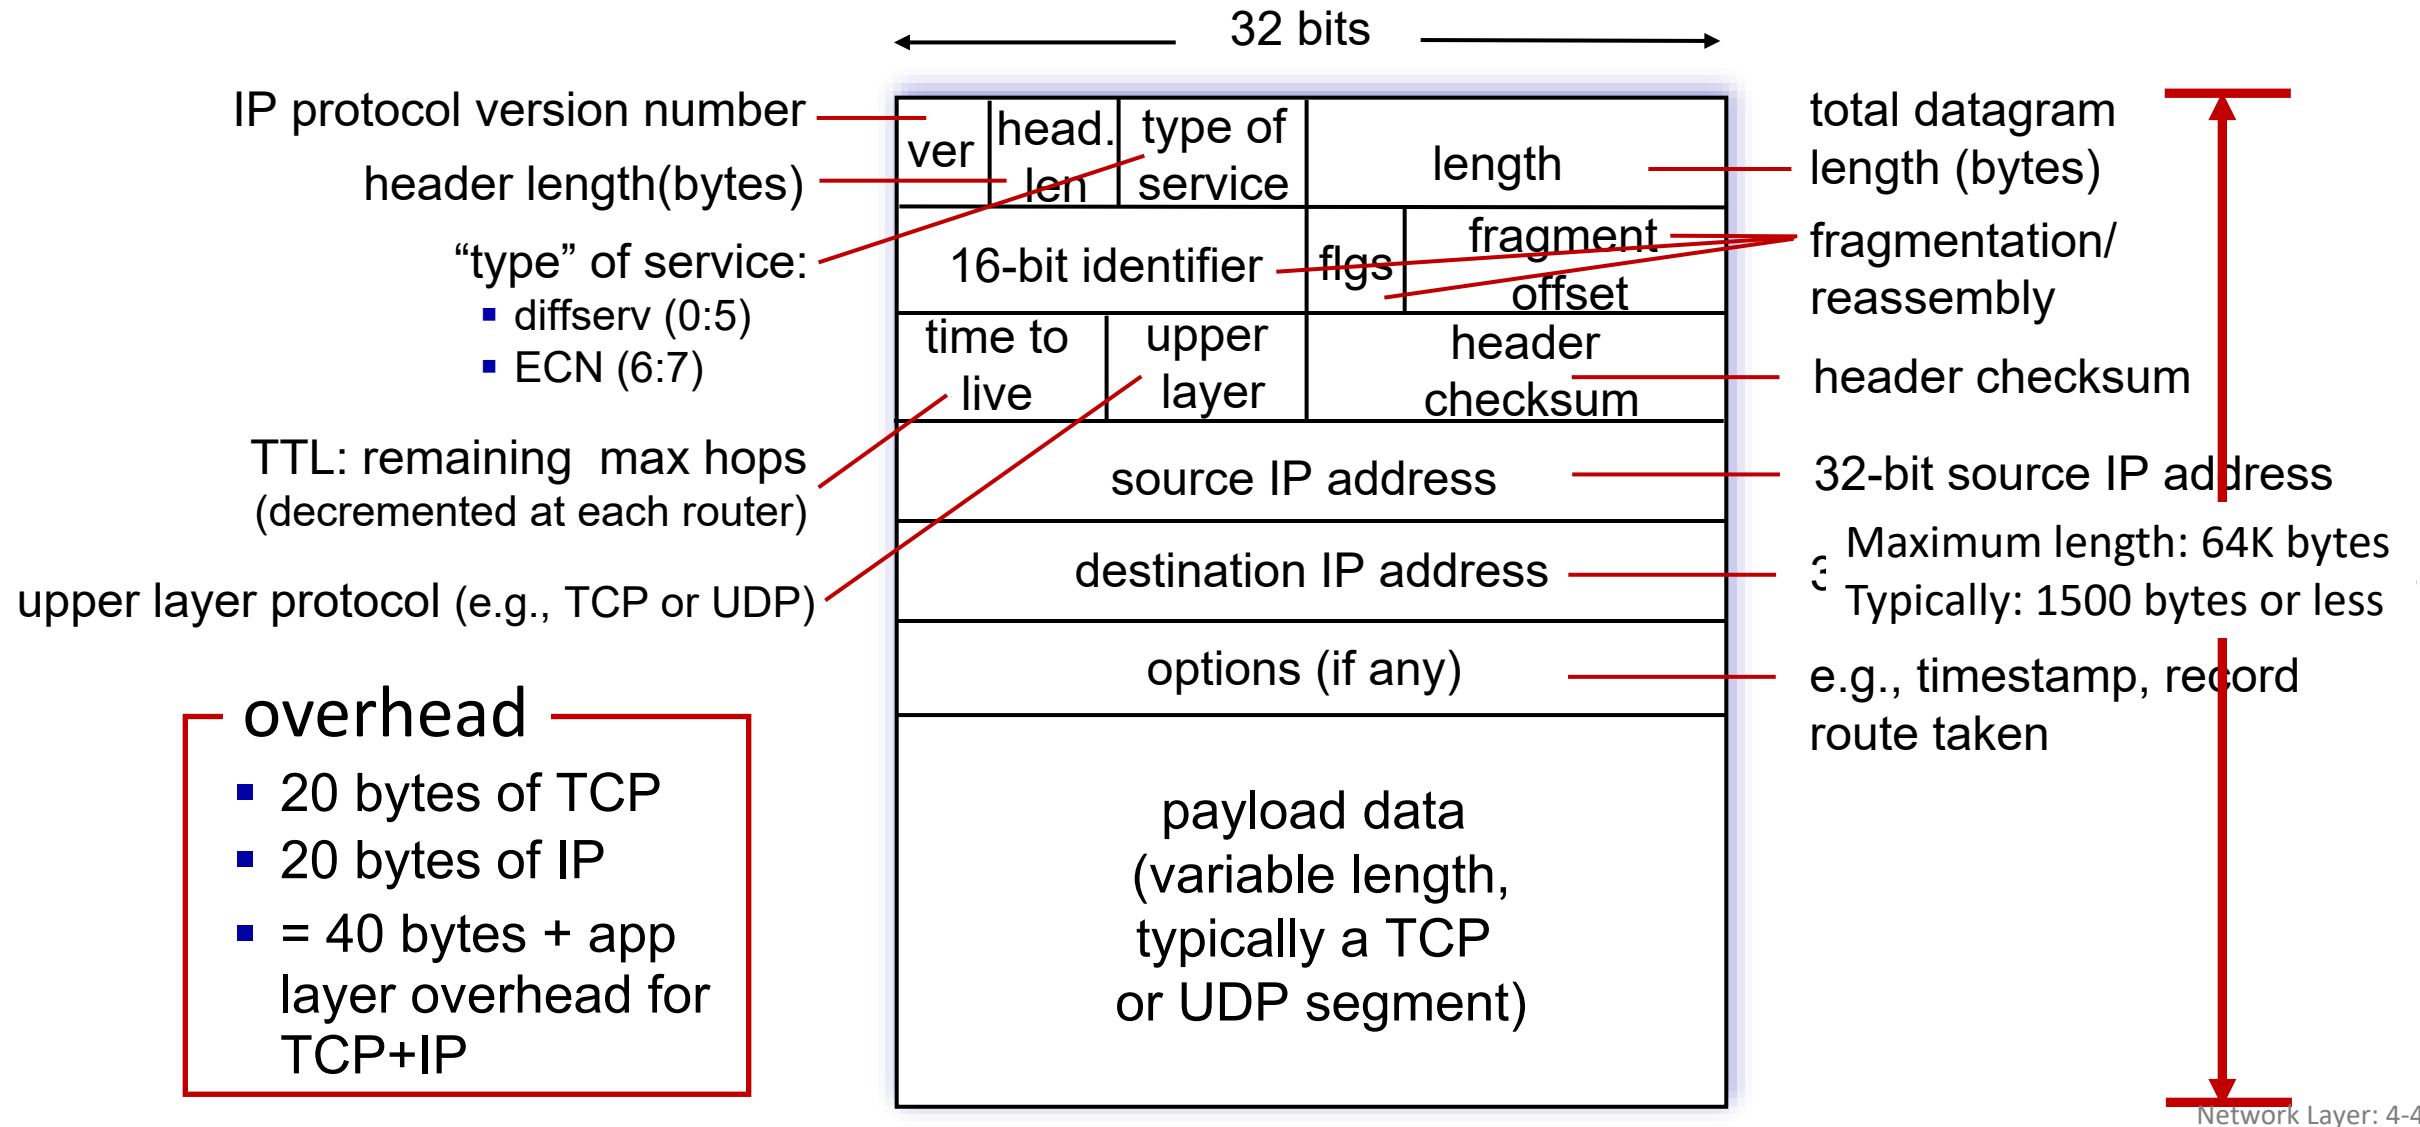 32 bits
IP protocol version number
header length(bytes)
“type” of service:
▪ diffserv (0:5)
▪ ECN (6:7)
TTL: remaining  max hops
(decremented at each router)
upper layer protocol (e.g., TCP or UDP)
overhead
▪ 20 bytes of TCP
▪ 20 bytes of IP
▪ = 40 bytes + app
layer overhead for
TCP+IP
ver
head.
len
type of
service
length
16-bit identifier
flgs
fragment
offset
time to
live
upper
layer
header
checksum
source IP address
destination IP address
options (if any)
payload data
(variable length,
typically a TCP
or UDP segment)
total datagram
length (bytes)
fragmentation/
reassembly
header checksum
32-bit source IP address
Maximum length: 64K bytes
Typically: 1500 bytes or less
e.g., timestamp, record
route taken
Network Layer: 4-4